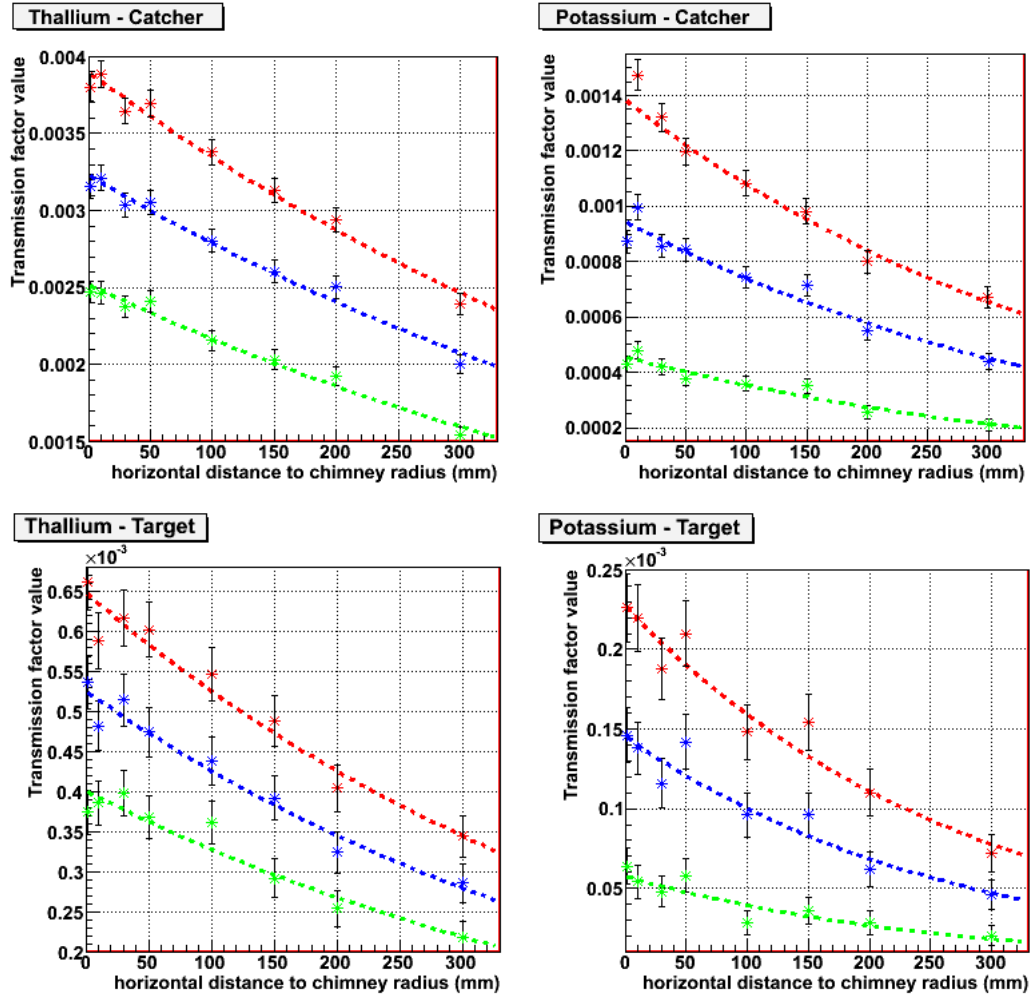 Thallium - Catcher
Transmission factor value
0.004
0.0035
0.003
0.0025
0.002
0.0015
0 50 100 150 200 250 300
horizontal distance to chimney radius (mm)
Potassium - Catcher
Transmission factor value
0.0014
0.0012
0.001
0.0008
0.0006
0.0004
0.0002
0 50 100 150 200 250 300
horizontal distance to chimney radius (mm)
Thallium - Target
×10⁻³
Transmission factor value
0.65
0.6
0.55
0.5
0.45
0.4
0.35
0.3
0.25
0.2
0 50 100 150 200 250 300
horizontal distance to chimney radius (mm)
Potassium - Target
×10⁻³
Transmission factor value
0.25
0.2
0.15
0.1
0.05
0 50 100 150 200 250 300
horizontal distance to chimney radius (mm)